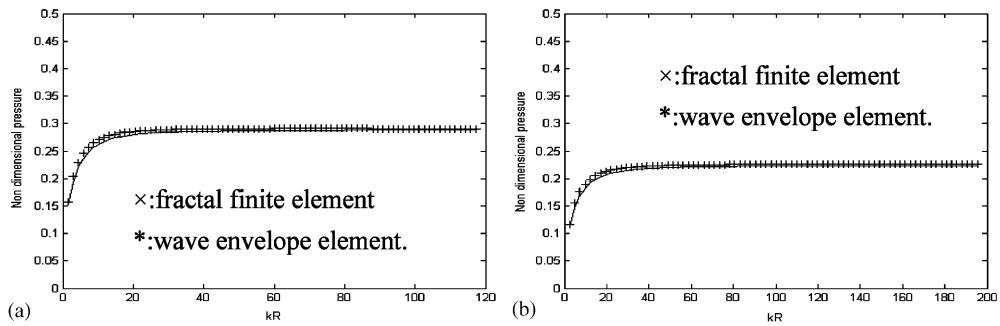 0.5
0.45
0.4
0.35
0.3
0.25
0.2
0.15
0.1
0.05
0
Non dimensional pressure
×:fractal finite element
*:wave envelope element.
0 20 40 60 80 100 120
kR
(a)
0.5
0.45
0.4
0.35
0.3
0.25
0.2
0.15
0.1
0.05
0
Non dimensional pressure
×:fractal finite element
*:wave envelope element.
0 20 40 60 80 100 120 140 160 180 200
kR
(b)